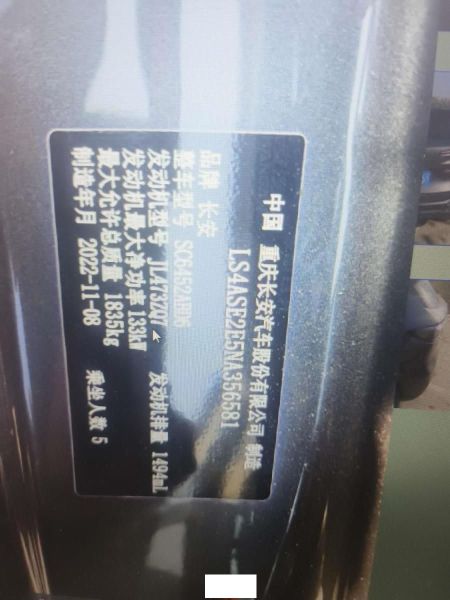 中国 重庆长安汽车股份有限公司 制造
LS4ASE2E5NA356581
品牌 长安
整车型号 SC6452ABD6
发动机型号 JL473ZQ7 发动机排量 1494mL
发动机最大净功率 133kW
最大允许总质量 1835kg 乘坐人数 5
制造年月 2022-11-08